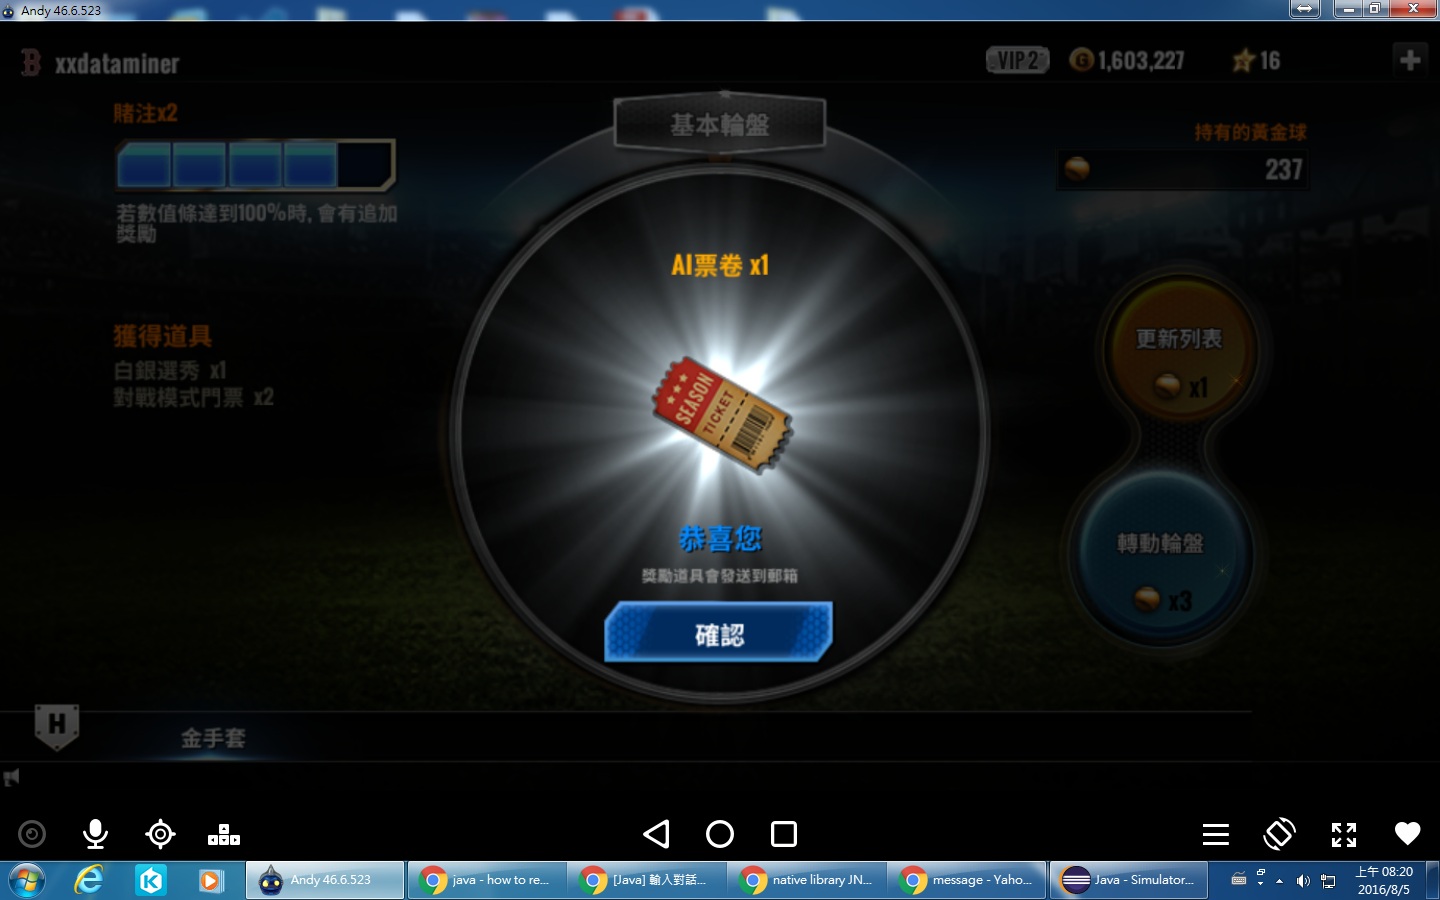 Andy 46.6.523
B xxdataminer
VIP 2
G 1,603,227
16
賭注x2
基本輪盤
持有的黃金球
237
若數值條達到100%時, 會有追加
獎勵
AI票卷 x1
獲得道具
白銀選秀 x1
對戰模式門票 x2
更新列表
x1
SEASON
TICKET
恭喜您
獎勵道具會發送到郵箱
確認
轉動輪盤
x3
H
金手套
Andy 46.6.523
java - how to re...
[Java] 輸入對話...
native library JN...
message - Yaho...
Java - Simulator...
上午 08:20
2016/8/5